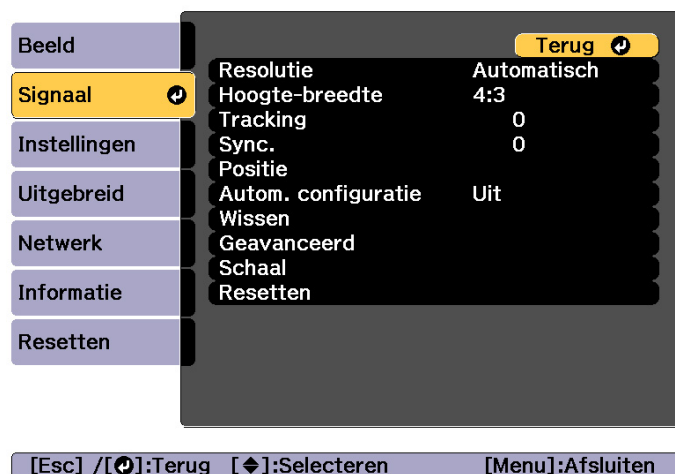 Beeld
Signaal
Instellingen
Uitgebreid
Netwerk
Informatie
Resetten
Terug
Resolutie Automatisch
Hoogte-breedte 4:3
Tracking 0
Sync. 0
Positie
Autom. configuratie Uit
Wissen
Geavanceerd
Schaal
Resetten
[Esc] /[]:Terug []:Selecteren [Menu]:Afsluiten